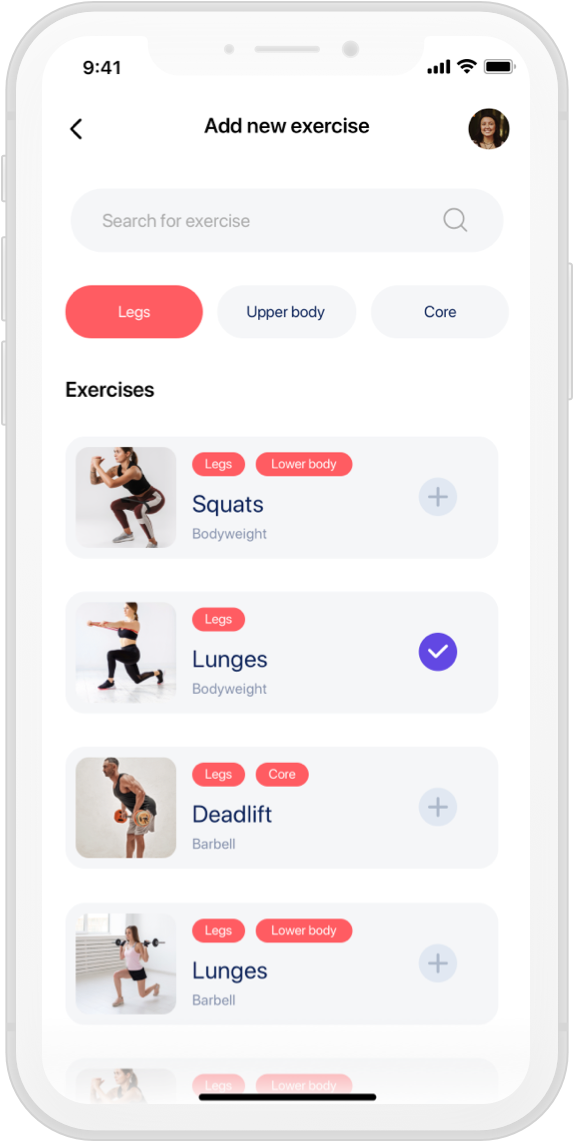 9:41
Add new exercise
Search for exercise
Legs
Upper body
Core
Exercises
Legs Lower body
Squats
Bodyweight
Legs
Lunges
Bodyweight
Legs Core
Deadlift
Barbell
Legs Lower body
Lunges
Barbell
Legs Lower body